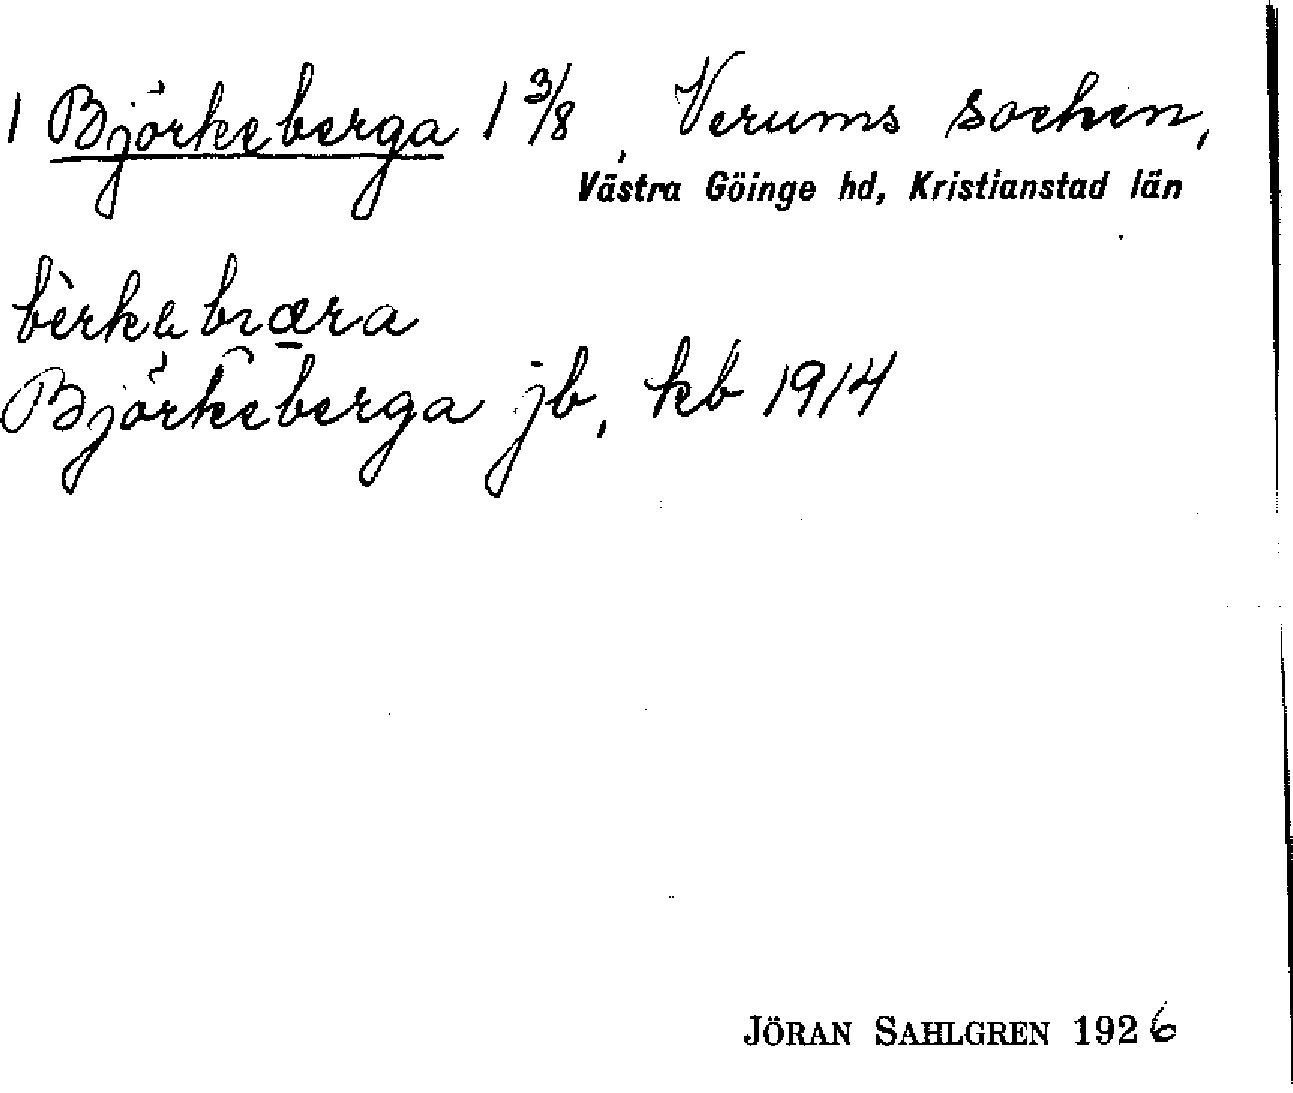 1 Björkeberga 1 3/8, Verums socken,
Västra Göinge hd, Kristianstad län
Björkeberga jb, kb 1914
JÖRAN SAHLGREN 1926